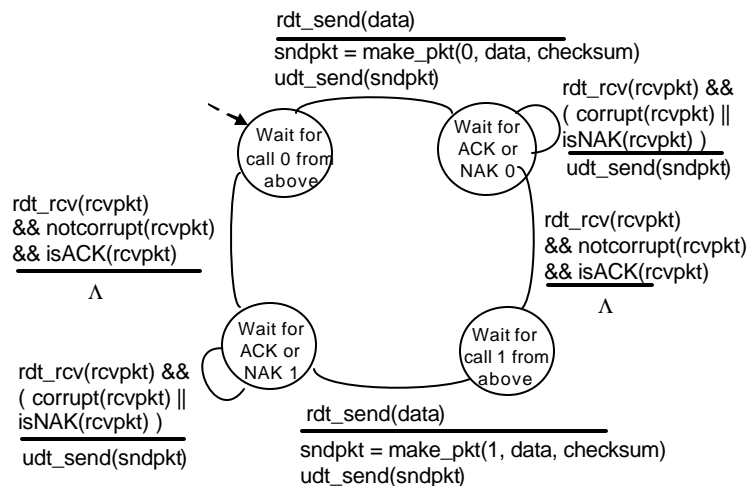 rdt_send(data)
sndpkt = make_pkt(0, data, checksum)
udt_send(sndpkt)
rdt_rcv(rcvpkt) &&
( corrupt(rcvpkt) ||
isNAK(rcvpkt) )
udt_send(sndpkt)
Wait for
call 0 from
above
Wait for
ACK or
NAK 0
rdt_rcv(rcvpkt)
&& notcorrupt(rcvpkt)
&& isACK(rcvpkt)
Λ
rdt_rcv(rcvpkt)
&& notcorrupt(rcvpkt)
&& isACK(rcvpkt)
Λ
Wait for
ACK or
NAK 1
Wait for
call 1 from
above
rdt_rcv(rcvpkt) &&
( corrupt(rcvpkt) ||
isNAK(rcvpkt) )
udt_send(sndpkt)
rdt_send(data)
sndpkt = make_pkt(1, data, checksum)
udt_send(sndpkt)